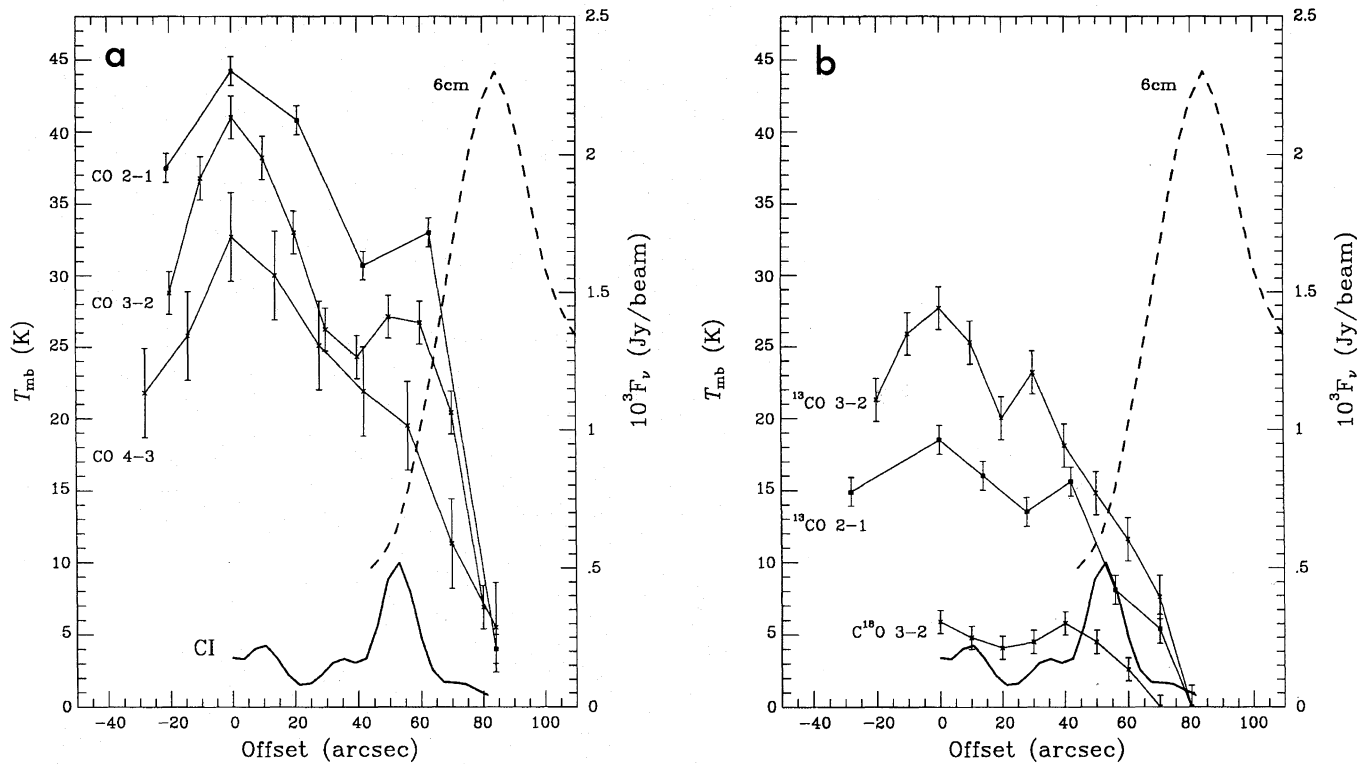 a
45
40
35
30
25
20
15
10
5
0
T_mb (K)
-40 -20 0 20 40 60 80 100
Offset (arcsec)
2.5
2
1.5
1
.5
0
10³F_ν (Jy/beam)
6cm
CO 2-1
CO 3-2
CO 4-3
CI
b
45
40
35
30
25
20
15
10
5
0
T_mb (K)
-40 -20 0 20 40 60 80 100
Offset (arcsec)
2.5
2
1.5
1
.5
0
10³F_ν (Jy/beam)
6cm
¹³CO 3-2
¹³CO 2-1
C¹⁸O 3-2